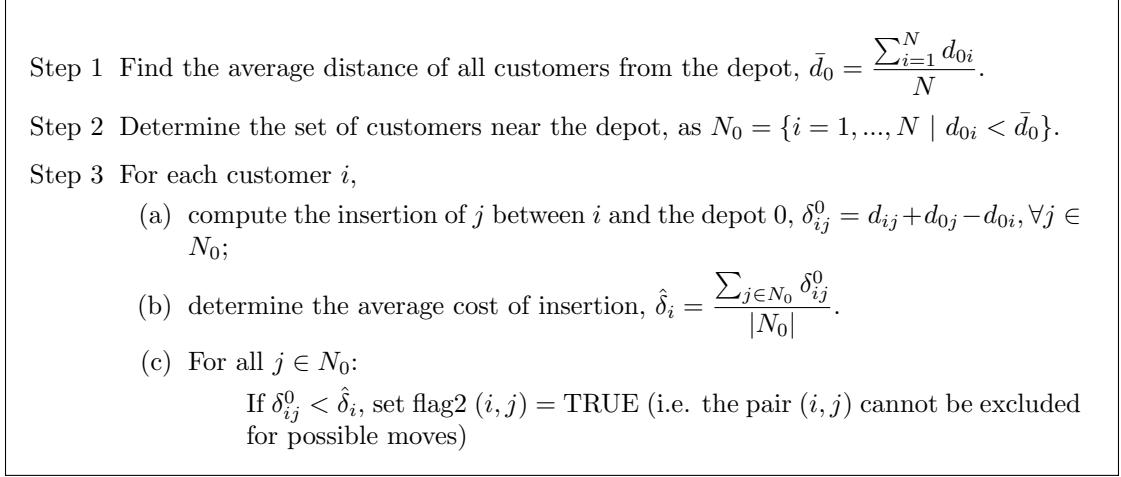 Step 1 Find the average distance of all customers from the depot, $\bar{d}_0 = \frac{\sum_{i=1}^{N} d_{0i}}{N}$.
Step 2 Determine the set of customers near the depot, as $N_0 = \{i = 1, ..., N \mid d_{0i} < \bar{d}_0\}$.
Step 3 For each customer $i$,
(a) compute the insertion of $j$ between $i$ and the depot 0, $\delta^0_{ij} = d_{ij} + d_{0j} - d_{0i}, \forall j \in$
$N_0$;
(b) determine the average cost of insertion, $\hat{\delta}_i = \frac{\sum_{j \in N_0} \delta^0_{ij}}{|N_0|}$.
(c) For all $j \in N_0$:
If $\delta^0_{ij} < \hat{\delta}_i$, set flag2 $(i, j)$ = TRUE (i.e. the pair $(i, j)$ cannot be excluded
for possible moves)